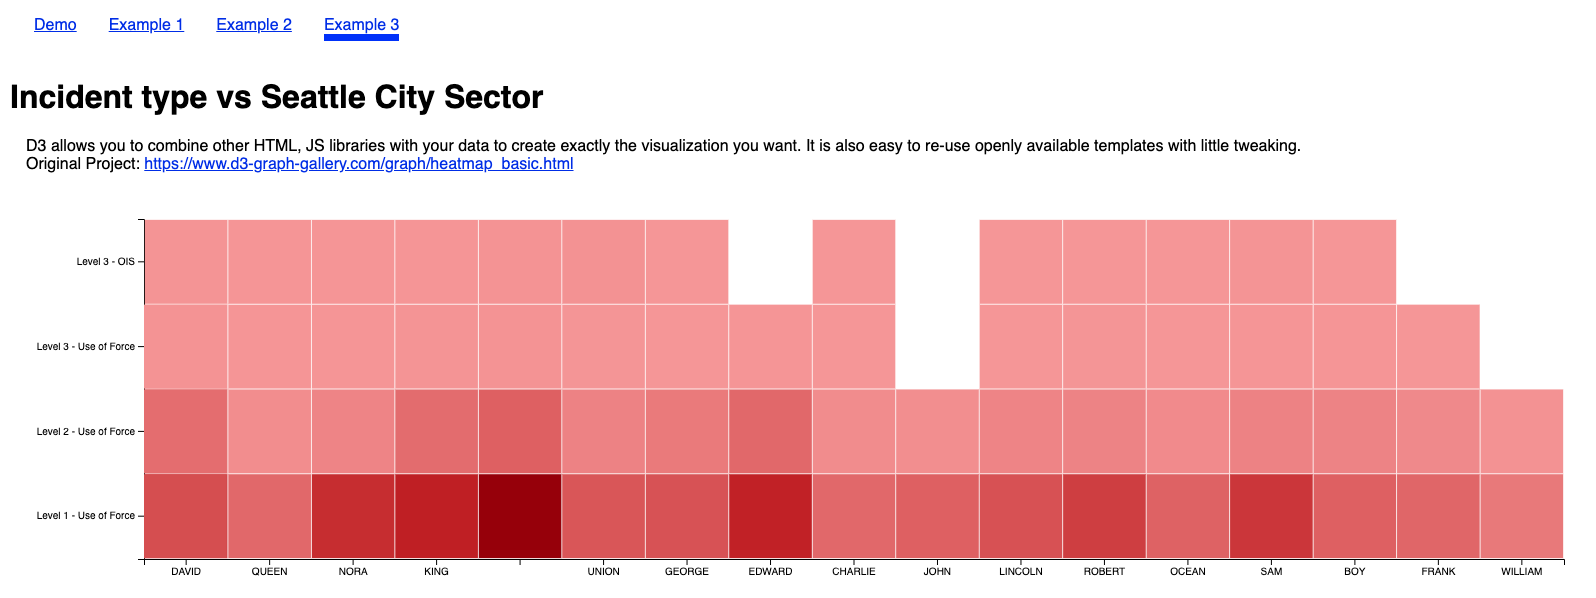 Demo Example 1 Example 2 Example 3
Incident type vs Seattle City Sector
D3 allows you to combine other HTML, JS libraries with your data to create exactly the visualization you want. It is also easy to re-use openly available templates with little tweaking.
Original Project: https://www.d3-graph-gallery.com/graph/heatmap_basic.html
Level 3 - OIS
Level 3 - Use of Force
Level 2 - Use of Force
Level 1 - Use of Force
DAVID QUEEN NORA KING UNION GEORGE EDWARD CHARLIE JOHN LINCOLN ROBERT OCEAN SAM BOY FRANK WILLIAM